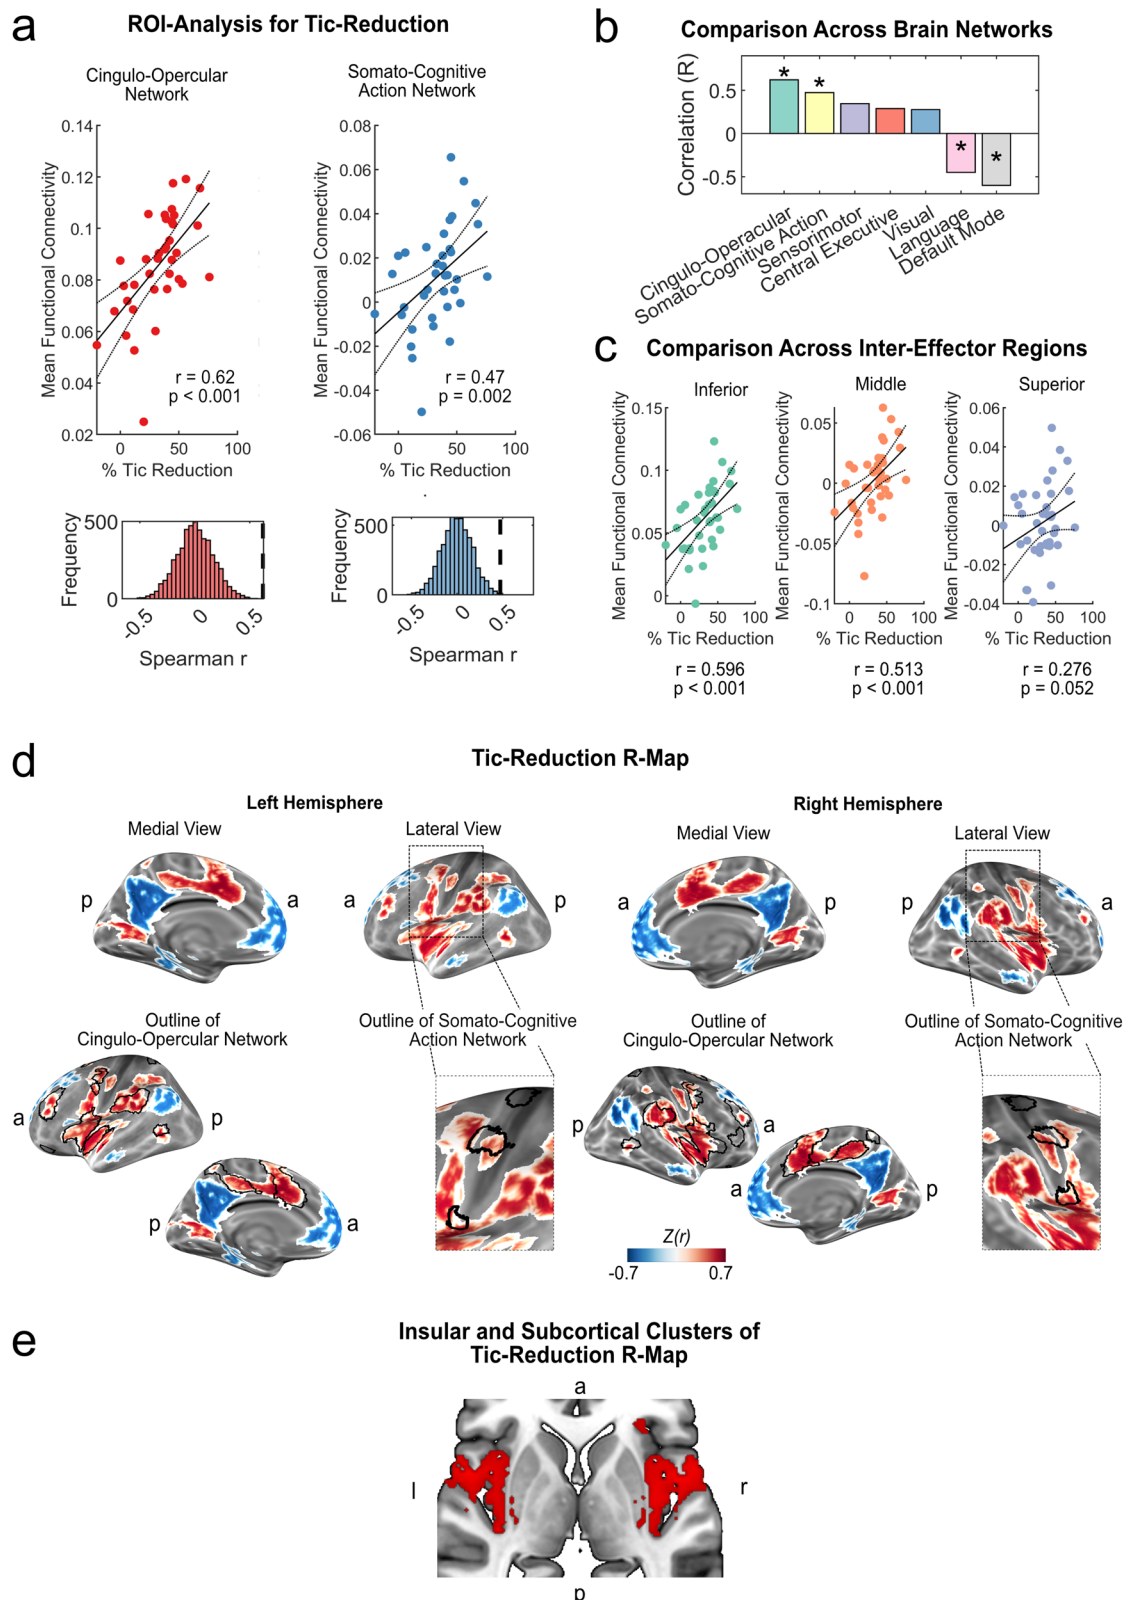 a
ROI-Analysis for Tic-Reduction
Cingulo-Opercular
Network
Mean Functional Connectivity
0.14
0.12
0.1
0.08
0.06
0.04
0.02
r = 0.62
p < 0.001
0
50
100
% Tic Reduction
Somato-Cognitive
Action Network
Mean Functional Connectivity
0.08
0.06
0.04
0.02
0
-0.02
-0.04
-0.06
r = 0.47
p = 0.002
0
50
100
% Tic Reduction
Frequency
500
0
-0.5
0
0.5
Spearman r
Frequency
500
0
-0.5
0
0.5
Spearman r
b
Comparison Across Brain Networks
Correlation (R)
0.5
0
-0.5
*
*
*
*
Cingulo-Operacular
Somato-Cognitive Action
Sensorimotor
Central Executive
Visual
Language
Default Mode
c
Comparison Across Inter-Effector Regions
Inferior
Mean Functional Connectivity
0.15
0.1
0.05
0
0
50
100
% Tic Reduction
r = 0.596
p < 0.001
Middle
Mean Functional Connectivity
0.05
0
-0.05
-0.1
0
50
100
% Tic Reduction
r = 0.513
p < 0.001
Superior
Mean Functional Connectivity
0.06
0.04
0.02
0
-0.02
-0.04
0
50
100
% Tic Reduction
r = 0.276
p = 0.052
d
Tic-Reduction R-Map
Left Hemisphere
Right Hemisphere
Medial View
Lateral View
Medial View
Lateral View
p
a
a
p
a
p
p
a
Outline of
Cingulo-Opercular Network
Outline of Somato-Cognitive
Action Network
Outline of
Cingulo-Opercular Network
Outline of Somato-Cognitive
Action Network
a
p
p
a
p
a
a
p
Z(r)
-0.7
0.7
e
Insular and Subcortical Clusters of
Tic-Reduction R-Map
a
l
r
p